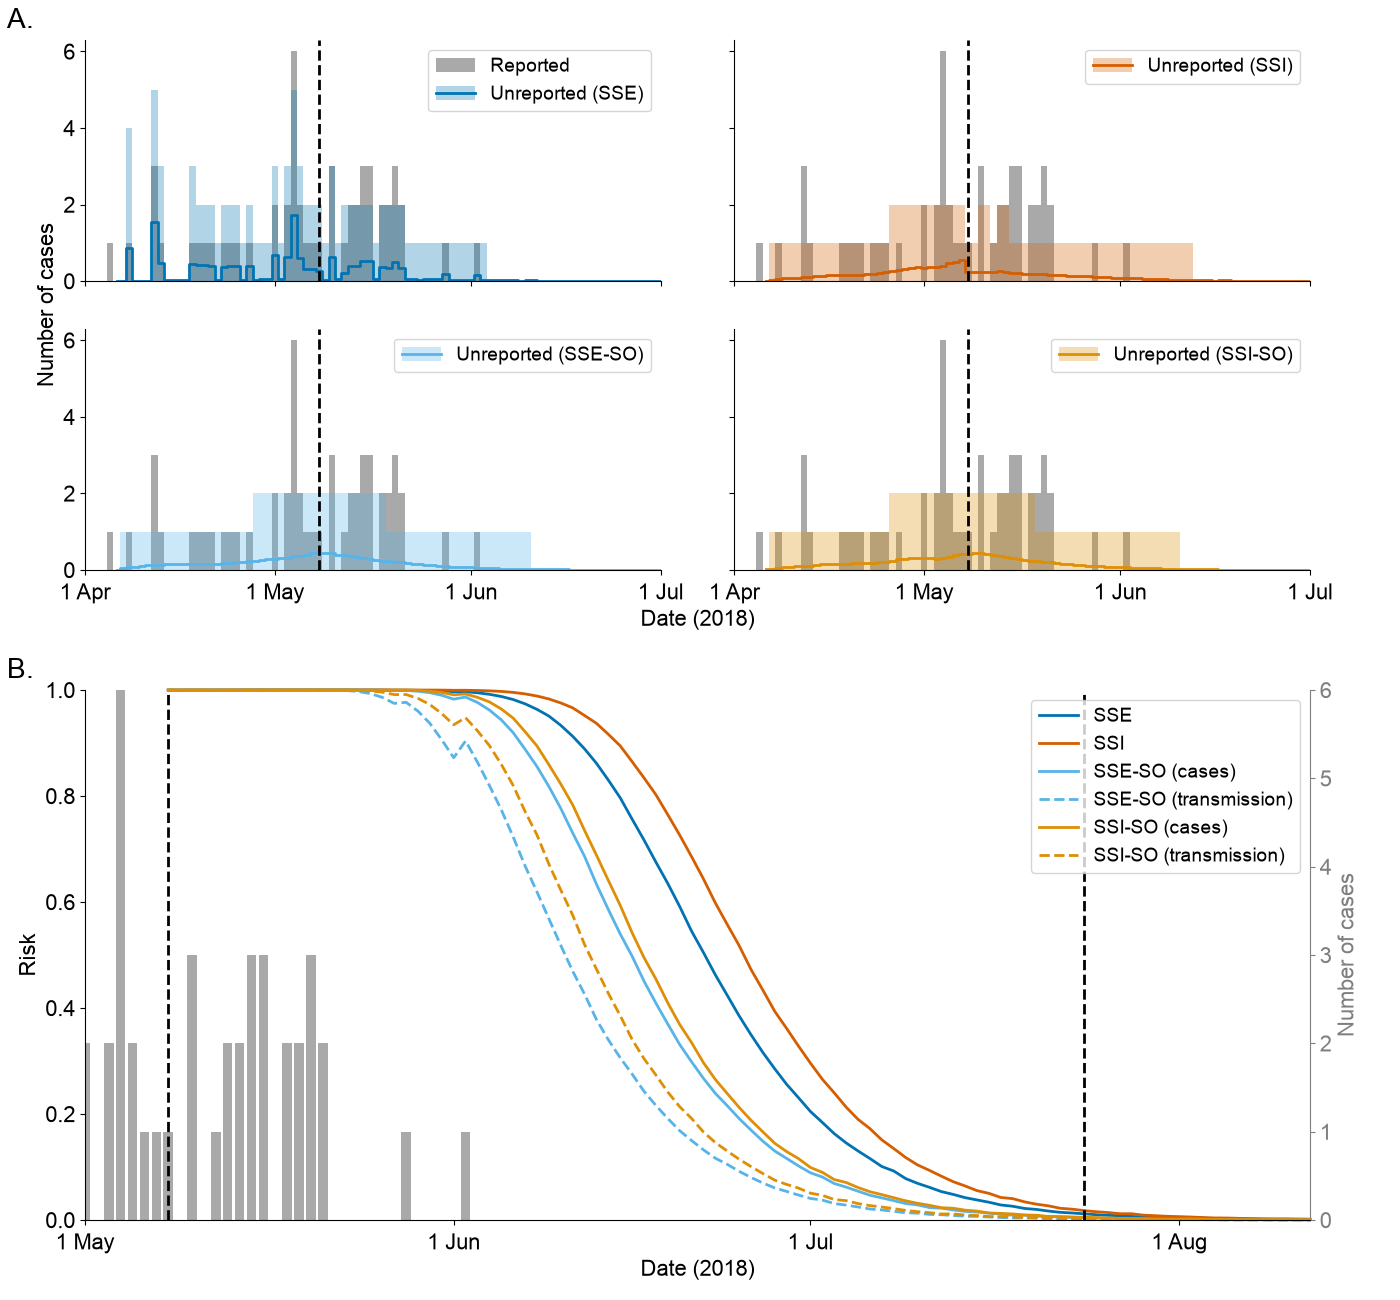 A.
6
4
2
0
Number of cases
Reported
Unreported (SSE)
Unreported (SSI)
6
4
2
0
Unreported (SSE-SO)
Unreported (SSI-SO)
1 Apr
1 May
1 Jun
1 Jul
1 Apr
1 May
1 Jun
1 Jul
Date (2018)
B.
1.0
0.8
0.6
0.4
0.2
0.0
Risk
SSE
SSI
SSE-SO (cases)
SSE-SO (transmission)
SSI-SO (cases)
SSI-SO (transmission)
6
5
4
3
2
1
0
Number of cases
1 May
1 Jun
1 Jul
1 Aug
Date (2018)